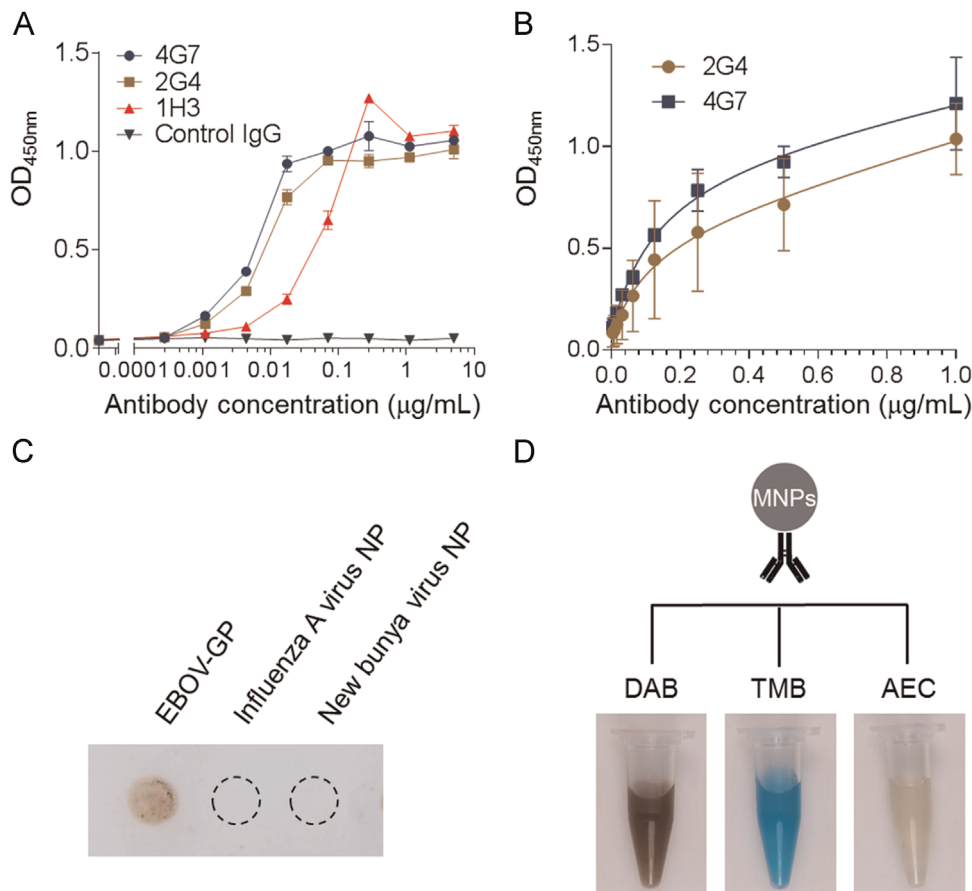 A
4G7
2G4
1H3
Control IgG
OD450nm
1.5
1.0
0.5
0.0
0.0001 0.001 0.01 0.1 1 10
Antibody concentration (μg/mL)
B
2G4
4G7
OD450nm
1.5
1.0
0.5
0.0
0.0 0.2 0.4 0.6 0.8 1.0
Antibody concentration (μg/mL)
C
EBOV-GP
Influenza A virus NP
New bunya virus NP
D
MNPs
DAB TMB AEC